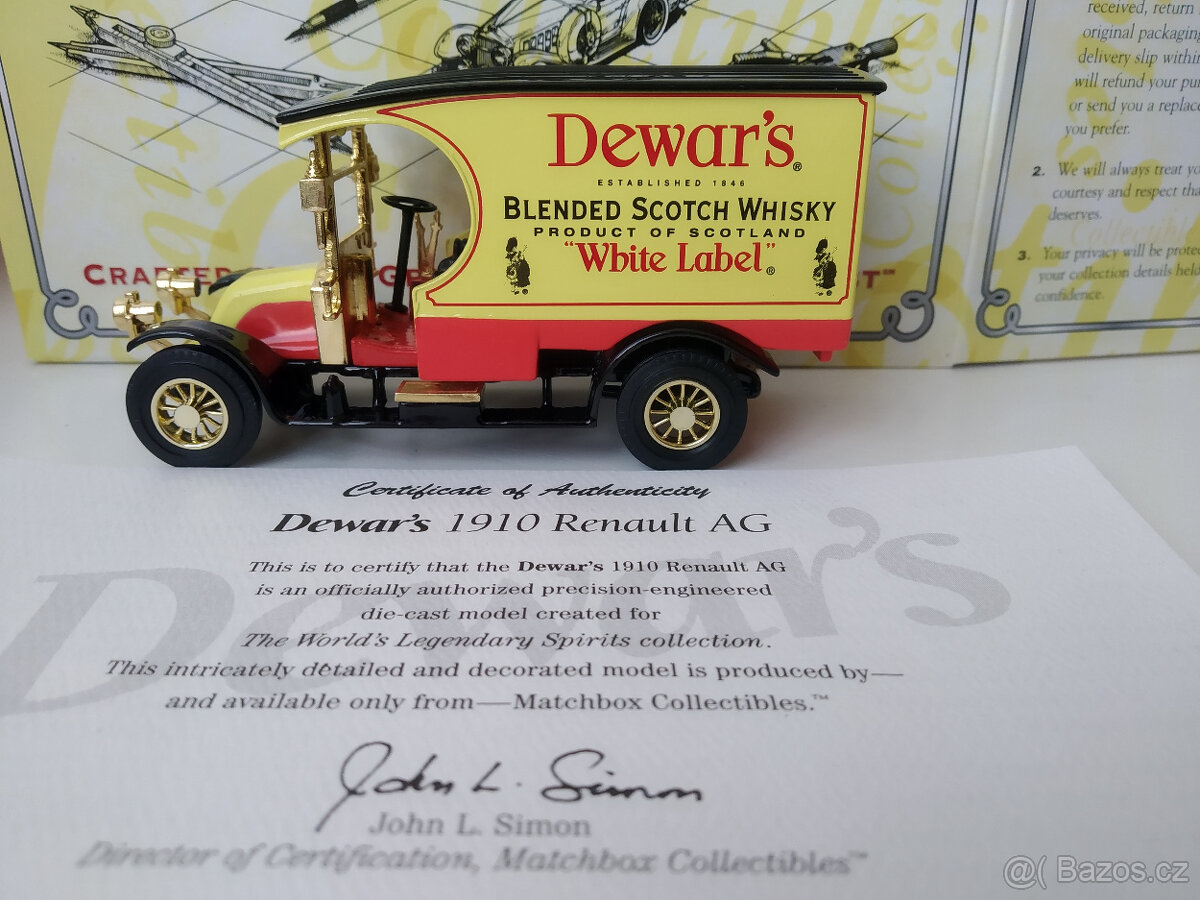 received, return
original packaging
delivery slip within
will refund your
or send you a
you prefer.
2. We will always treat
courtesy and respect
deserves.
3. Your privacy will be
your collection details held
confidence.
Dewar's®
ESTABLISHED 1846
BLENDED SCOTCH WHISKY
PRODUCT OF SCOTLAND
"White Label"®
Certificate of Authenticity
Dewar's 1910 Renault AG
This is to certify that the Dewar's 1910 Renault AG
is an officially authorized precision-engineered
die-cast model created for
The World's Legendary Spirits collection.
This intricately detailed and decorated model is produced by—
and available only from—Matchbox Collectibles.™
John L. Simon
John L. Simon
Director of Certification, Matchbox Collectibles™
Dewar's
@( Bazos.cz